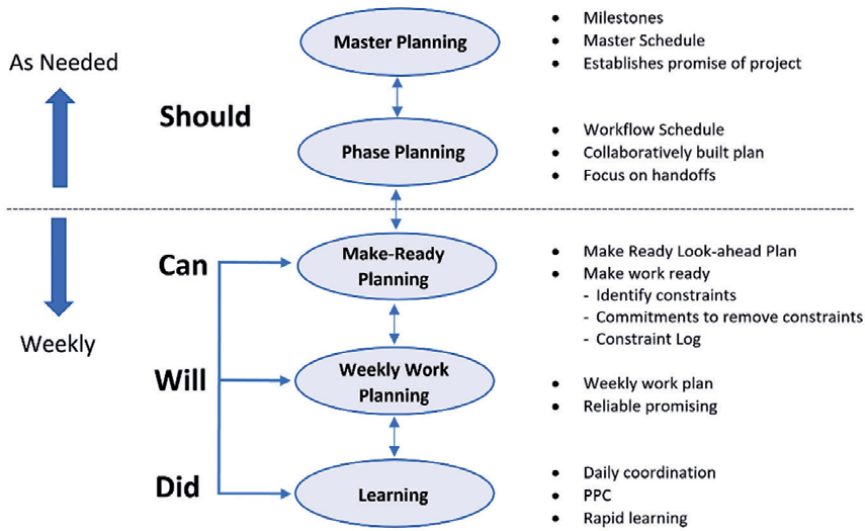 As Needed
Should
Master Planning
• Milestones
• Master Schedule
• Establishes promise of project
Phase Planning
• Workflow Schedule
• Collaboratively built plan
• Focus on handoffs
Weekly
Can
Make-Ready
Planning
• Make Ready Look-ahead Plan
• Make work ready
- Identify constraints
- Commitments to remove constraints
- Constraint Log
Will
Weekly Work
Planning
• Weekly work plan
• Reliable promising
Did
Learning
• Daily coordination
• PPC
• Rapid learning